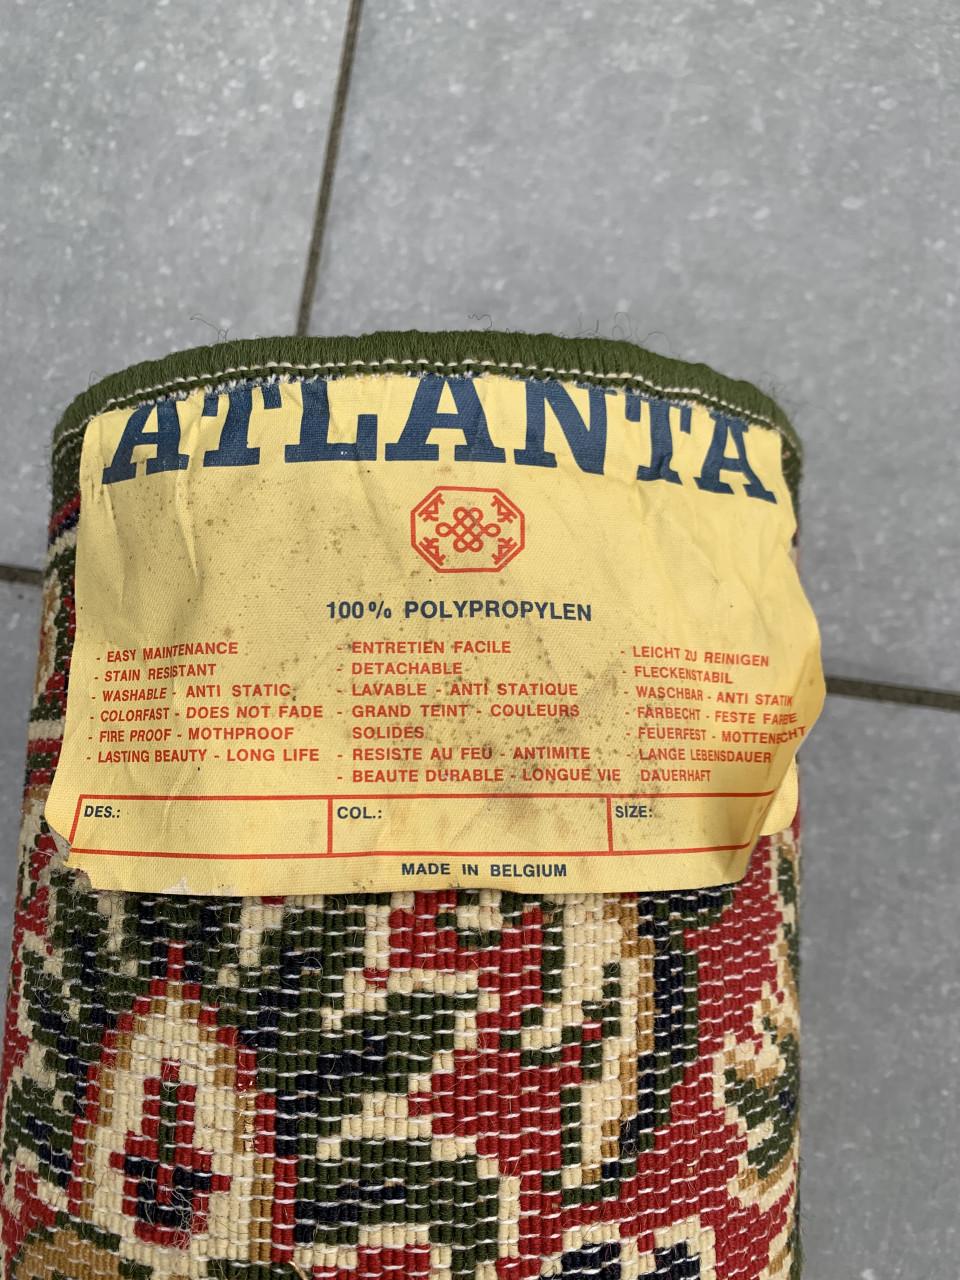 ATLANTA
100% POLYPROPYLEN
- EASY MAINTENANCE
- STAIN RESISTANT
- WASHABLE - ANTI STATIC
- COLORFAST - DOES NOT FADE
- FIRE PROOF - MOTHPROOF
- LASTING BEAUTY - LONG LIFE
- ENTRETIEN FACILE
- DETACHABLE
- LAVABLE - ANTI STATIQUE
- GRAND TEINT - COULEURS
SOLIDES
- RESISTE AU FEU - ANTIMITE
- BEAUTE DURABLE - LONGUE VIE
- LEICHT ZU REINIGEN
- FLECKENSTABIL
- WASCHBAR - ANTI STATIK
- FARBECHT - FESTE FARBE
- FEUERFEST - MOTTENECHT
- LANGE LEBENSDAUER
DAUERHAFT
DES.:
COL.:
SIZE:
MADE IN BELGIUM